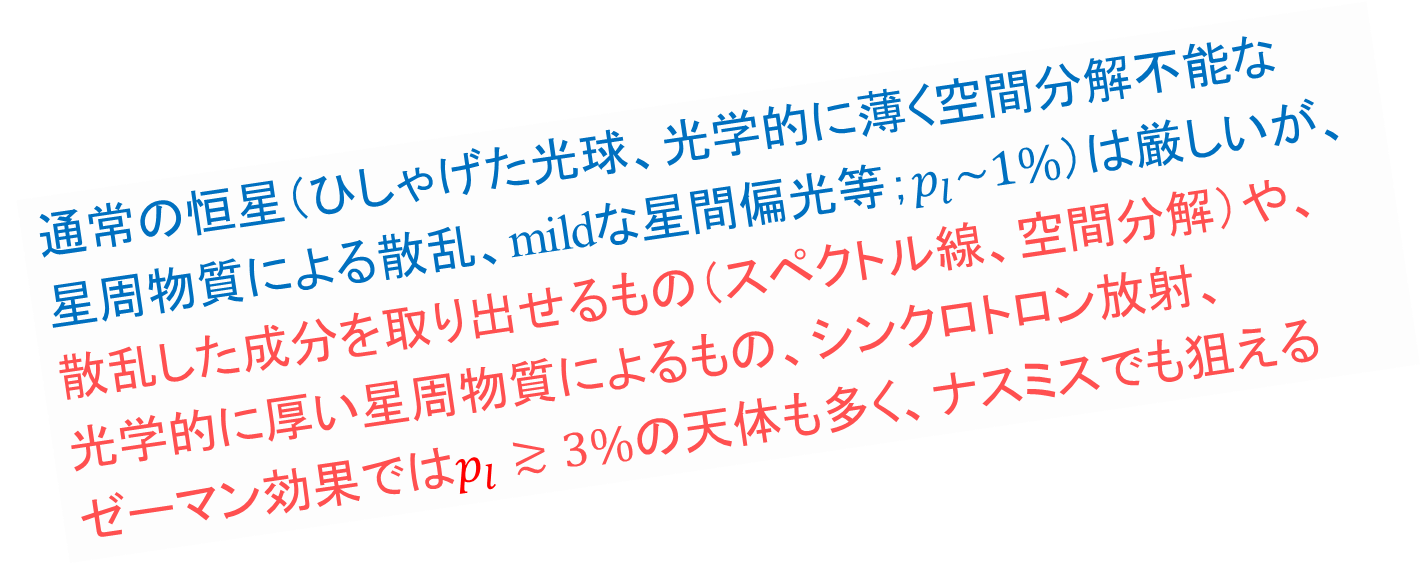 通常の恒星（ひしゃげた光球、光学的に薄く空間分解不能な
星周物質による散乱、mildな星間偏光等；p_l~1%）は厳しいが、
散乱した成分を取り出せるもの（スペクトル線、空間分解）や、
光学的に厚い星周物質によるもの、シンクロトロン放射、
ゼーマン効果ではp_l ≳ 3%の天体も多く、ナスミスでも狙える